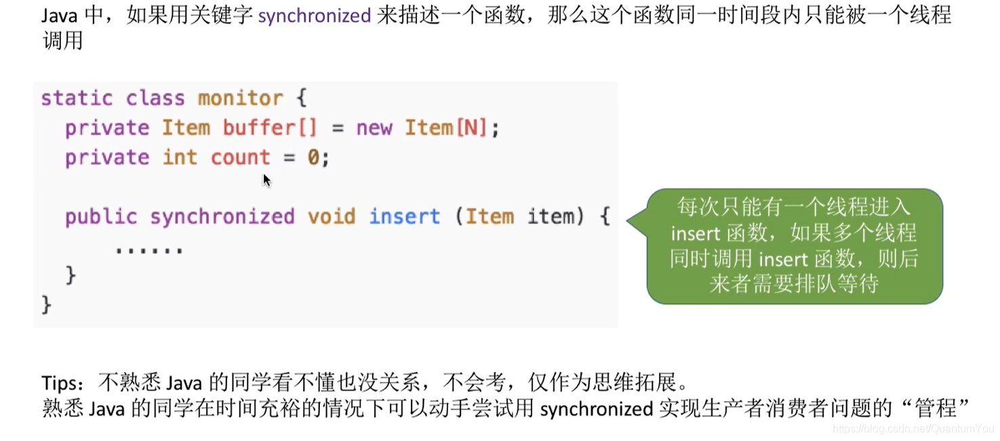 Java 中，如果用关键字 synchronized 来描述一个函数，那么这个函数同一时间段内只能被一个线程
调用
static class monitor {
private Item buffer[] = new Item[N];
private int count = 0;
public synchronized void insert (Item item) {
......
}
}
每次只能有一个线程进入
insert 函数，如果多个线程
同时调用 insert 函数，则后
来者需要排队等待
Tips：不熟悉 Java 的同学看不懂也没关系，不会考，仅作为思维拓展。
熟悉 Java 的同学在时间充裕的情况下可以动手尝试用 synchronized 实现生产者消费者问题的“管程”
https://blog.csdn.net/QuantumYou